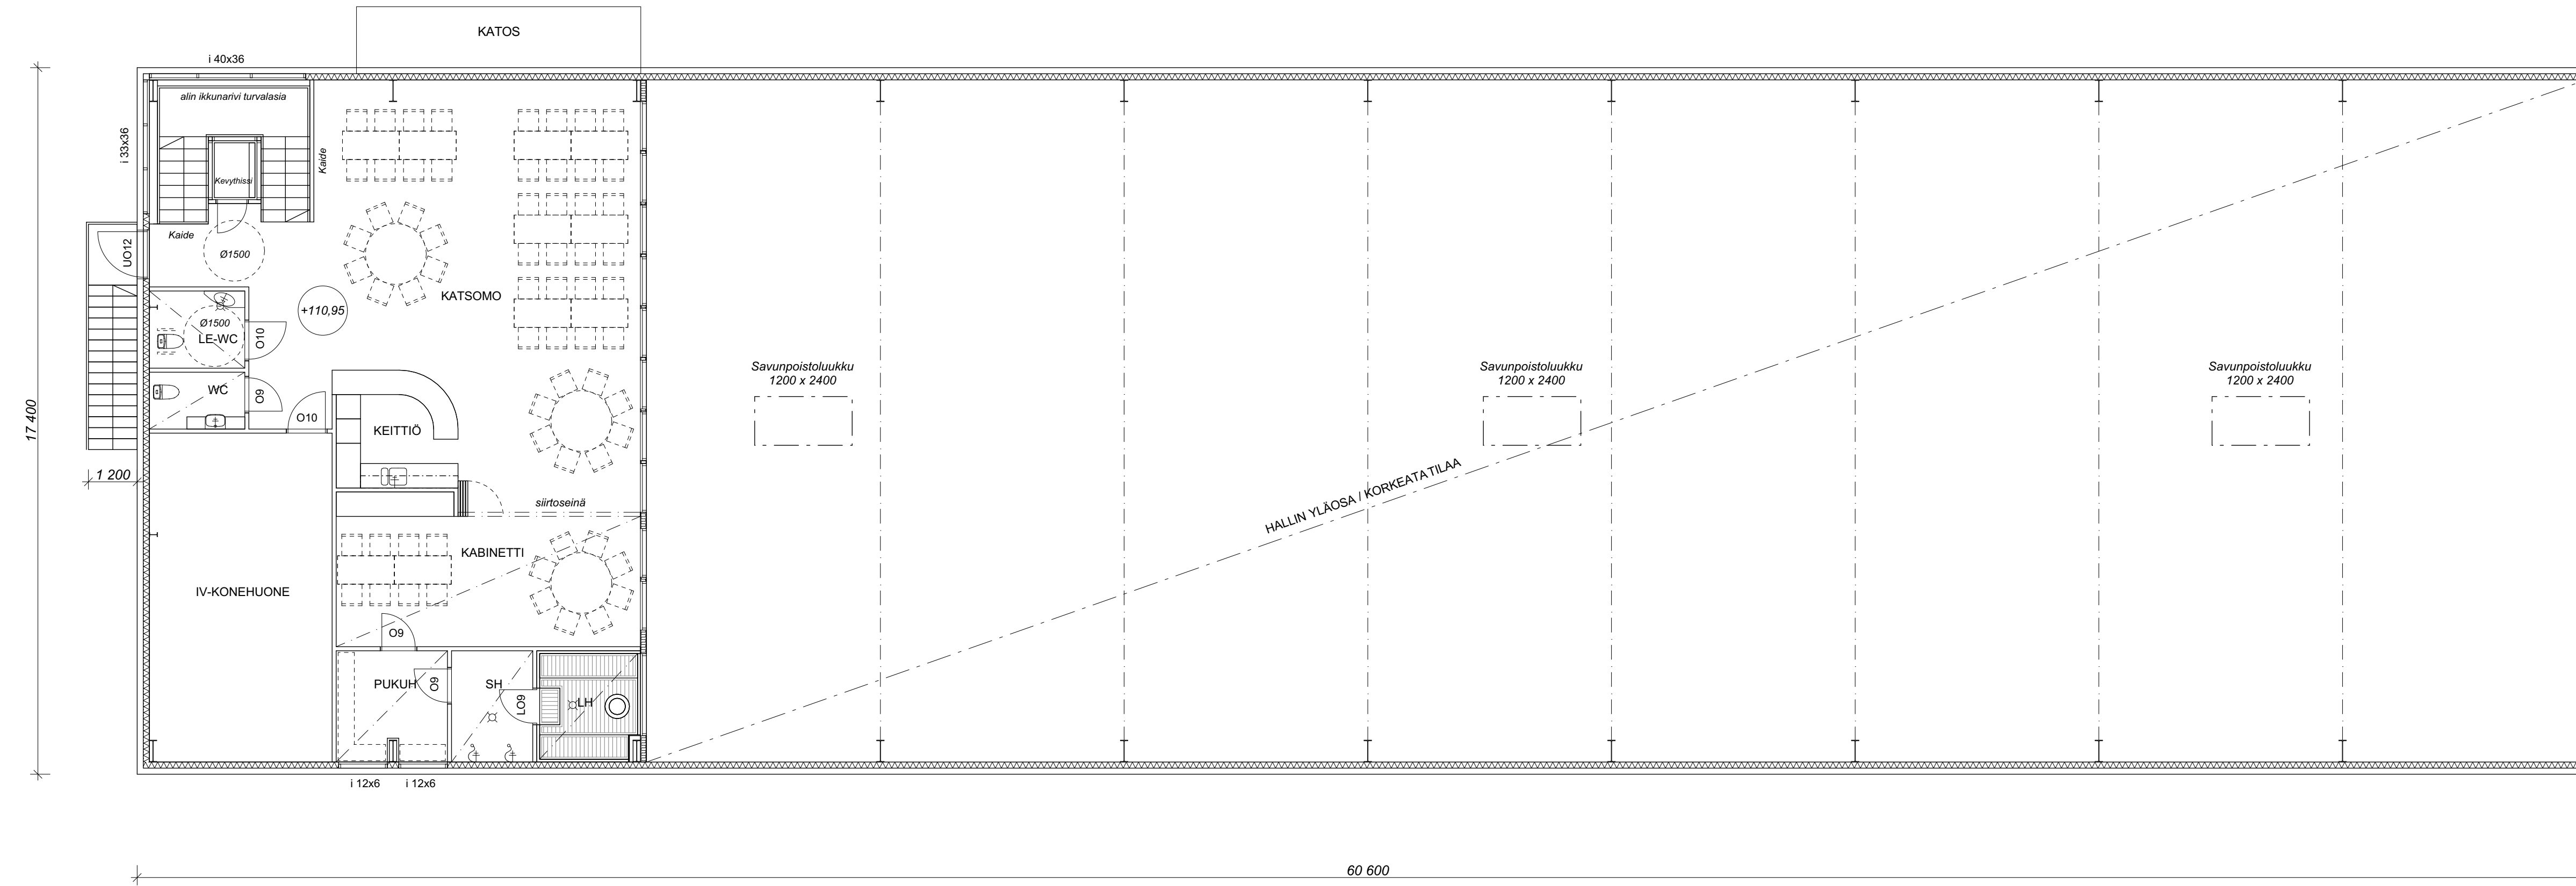 KATOS
i 40x36
alin ikkunarivi turvalasia
i 33x36
Kaide
Kevythissi
Kaide
UO12
Ø1500
KATSOMO
+110,95
Ø1500
LE-WC
O10
WC
O9
O10
KEITTIÖ
17 400
1 200
siirtoseinä
KABINETTI
IV-KONEHUONE
O9
PUKUH
O9
SH
LO9
LH
i 12x6
i 12x6
Savunpoistoluukku
1200 x 2400
Savunpoistoluukku
1200 x 2400
Savunpoistoluukku
1200 x 2400
HALLIN YLÄOSA / KORKEATA TILAA
60 600